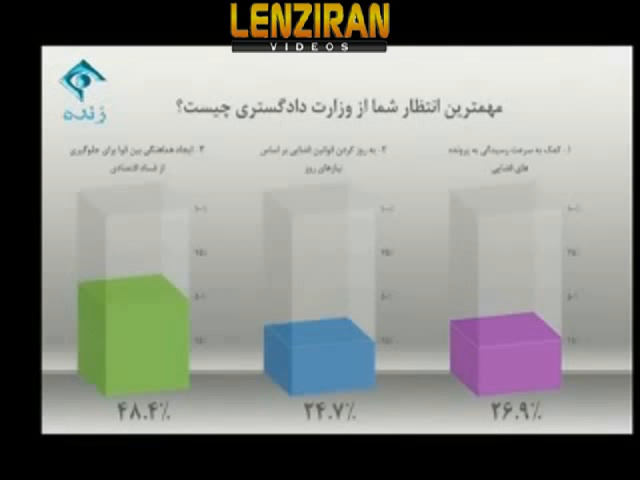 LENZIRAN
VIDEOS
زنده
مهمترین انتظار شما از وزارت دادگستری چیست؟
۱- کمک به سرعت رسیدگی به پرونده
های قضایی
۲- به روز کردن قوانین قضایی بر اساس
نیازهای روز
۳- ایجاد هماهنگی بین قوا برای جلوگیری
از فساد اقتصادی
۲۶.۹٪
۲۴.۷٪
۴۸.۴٪